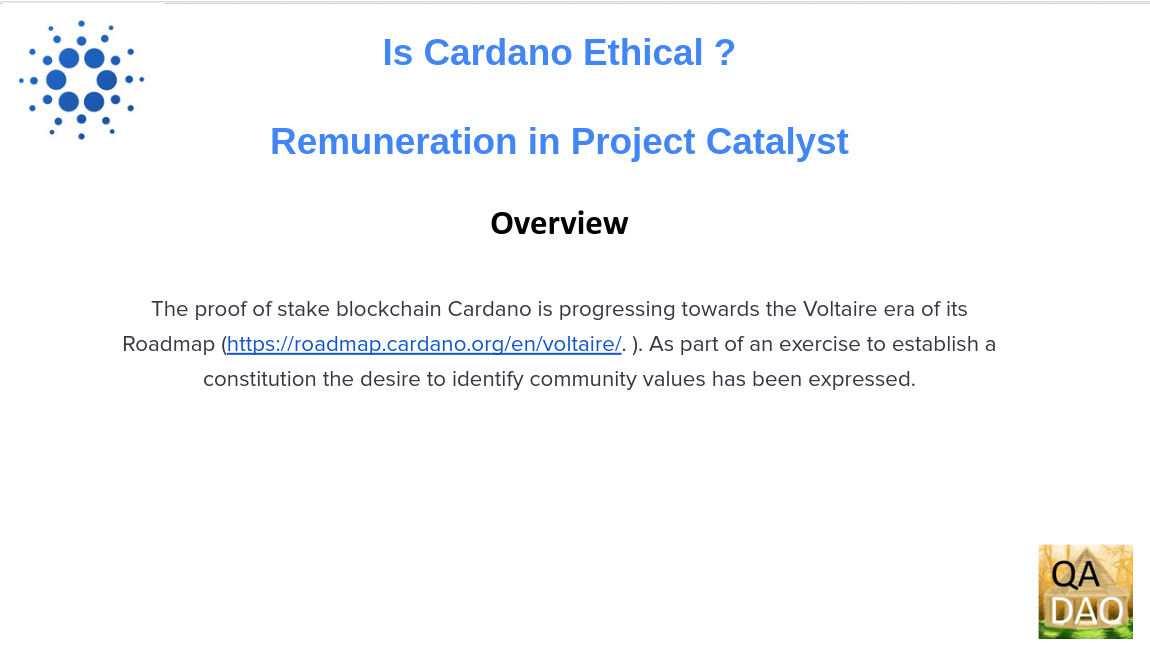 Is Cardano Ethical ?
Remuneration in Project Catalyst
Overview
The proof of stake blockchain Cardano is progressing towards the Voltaire era of its
Roadmap (https://roadmap.cardano.org/en/voltaire/. ). As part of an exercise to establish a
constitution the desire to identify community values has been expressed.
QA
DAO